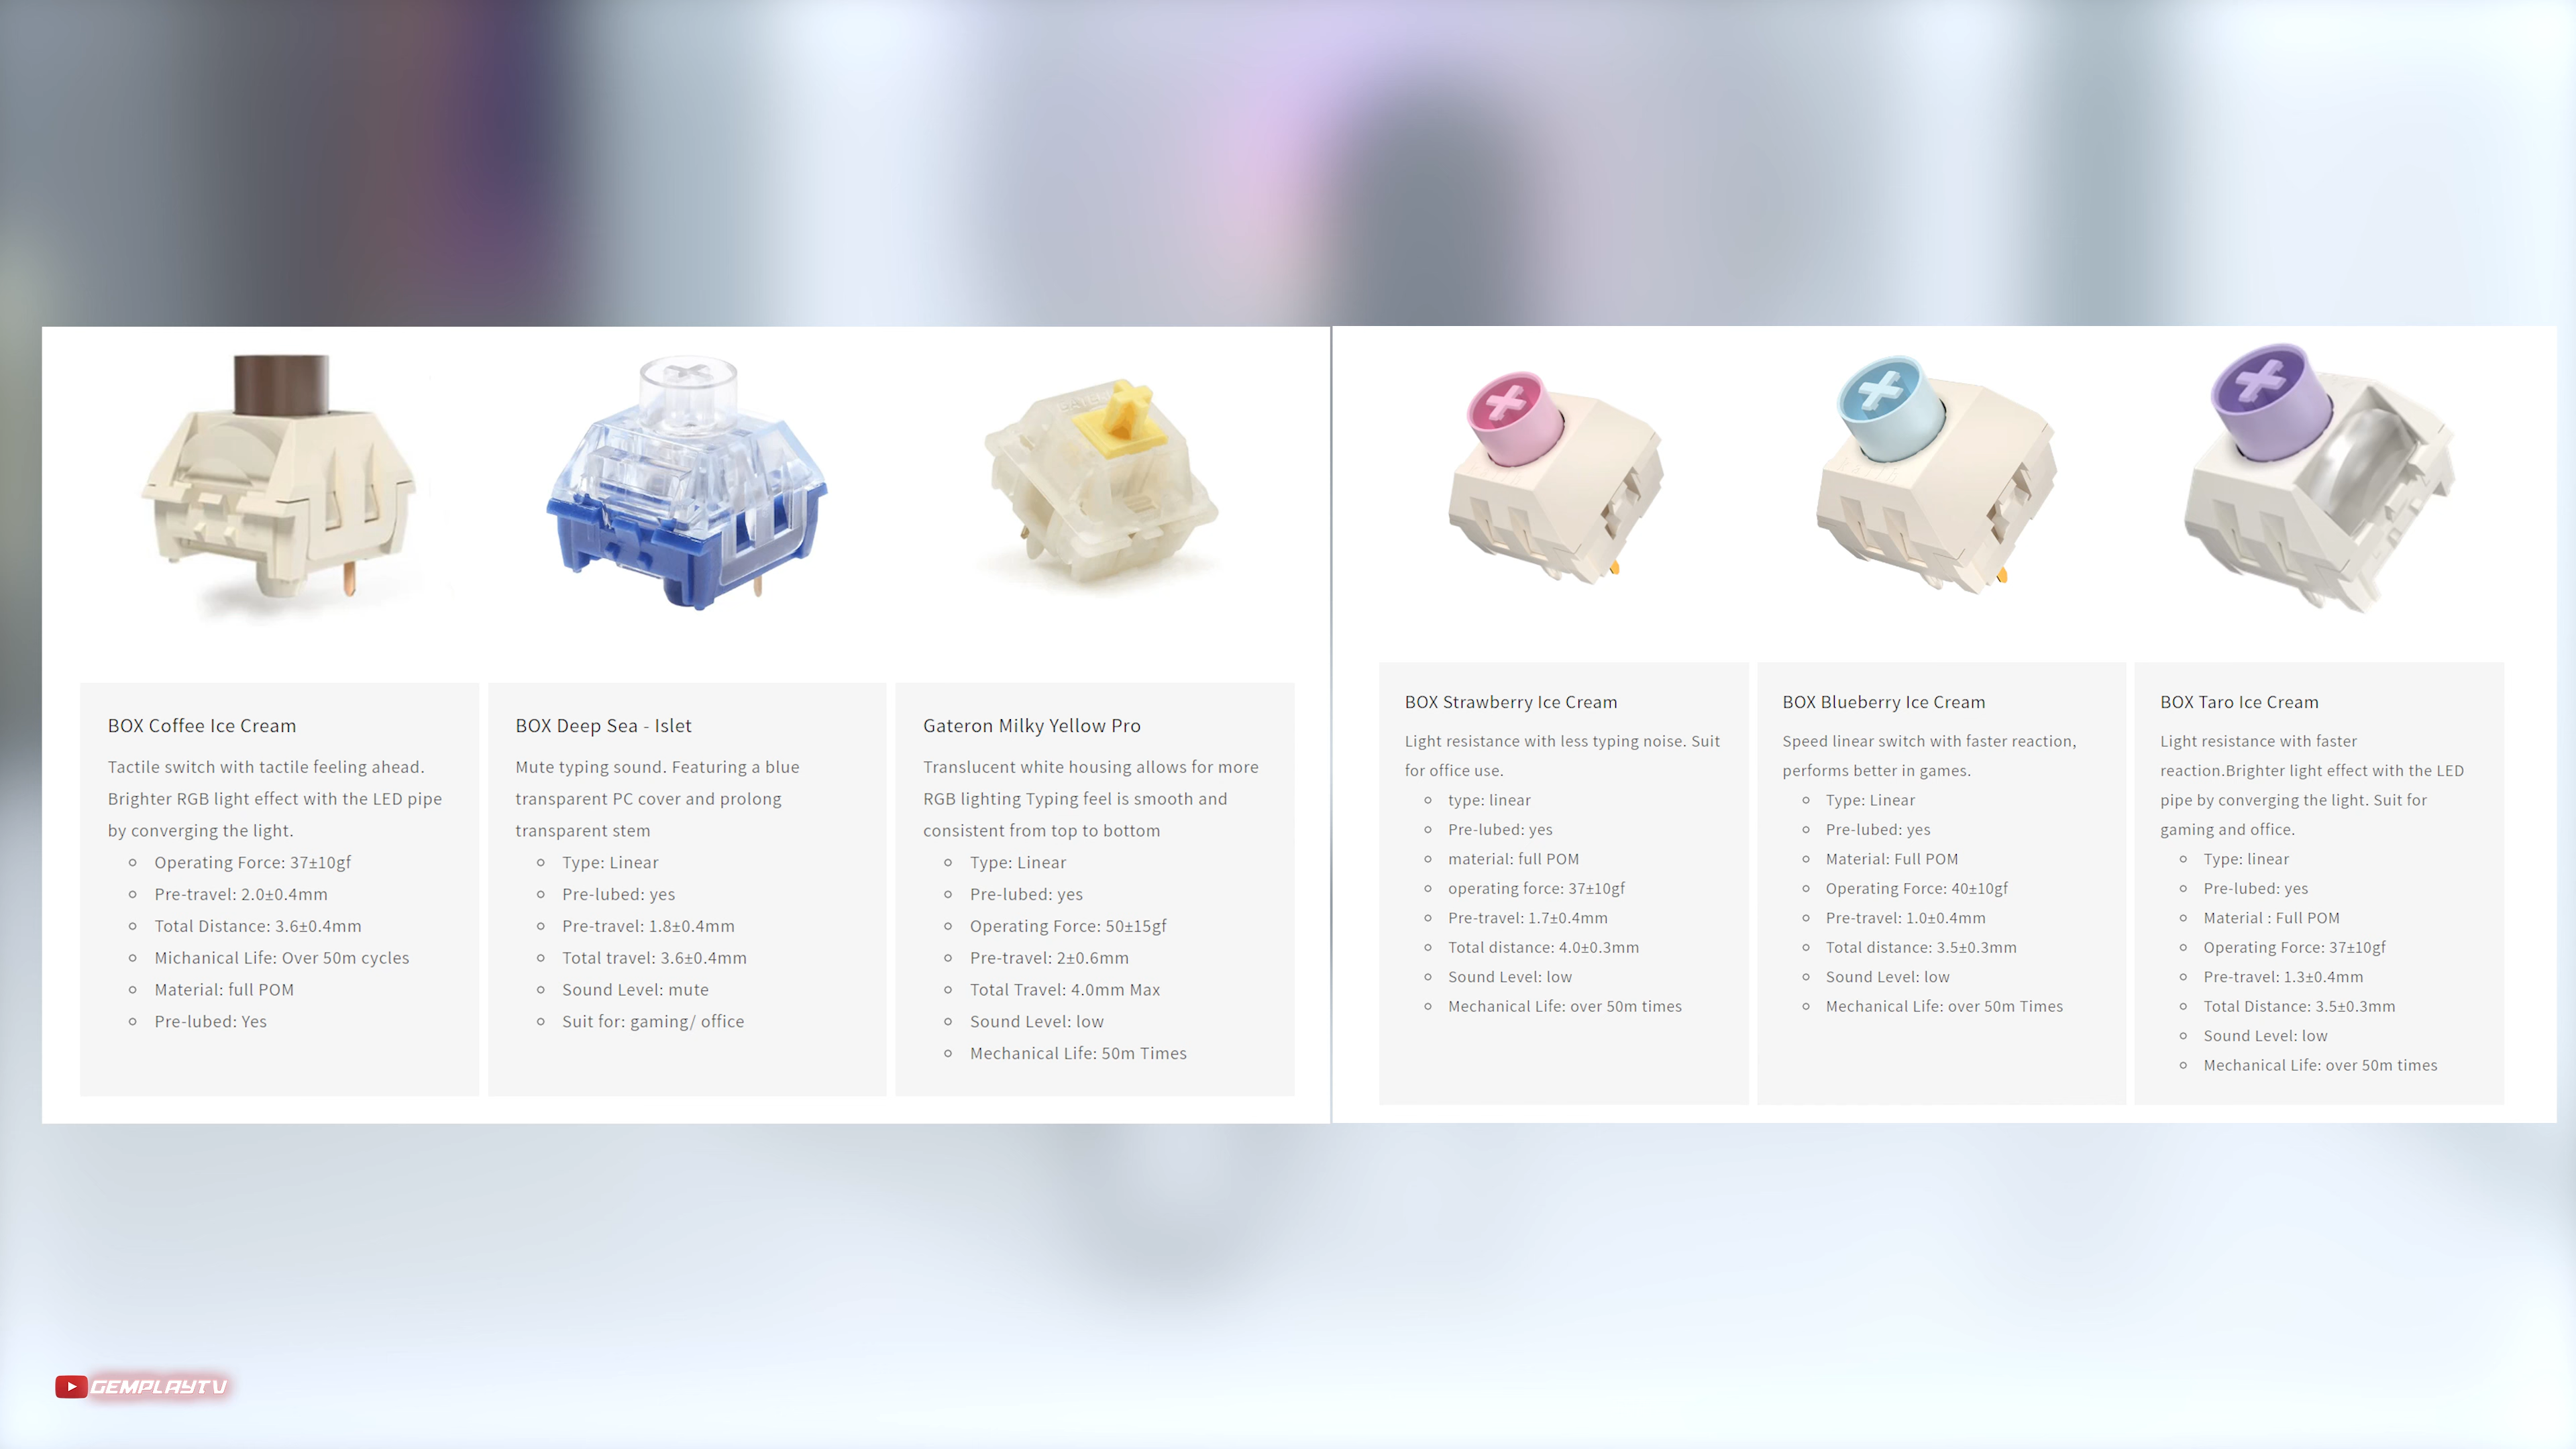 BOX Coffee Ice Cream
Tactile switch with tactile feeling ahead.
Brighter RGB light effect with the LED pipe
by converging the light.
Operating Force: 37±10gf
Pre-travel: 2.0±0.4mm
Total Distance: 3.6±0.4mm
Michanical Life: Over 50m cycles
Material: full POM
Pre-lubed: Yes
BOX Deep Sea - Islet
Mute typing sound. Featuring a blue
transparent PC cover and prolong
transparent stem
Type: Linear
Pre-lubed: yes
Pre-travel: 1.8±0.4mm
Total travel: 3.6±0.4mm
Sound Level: mute
Suit for: gaming/ office
Gateron Milky Yellow Pro
Translucent white housing allows for more
RGB lighting Typing feel is smooth and
consistent from top to bottom
Type: Linear
Pre-lubed: yes
Operating Force: 50±15gf
Pre-travel: 2±0.6mm
Total Travel: 4.0mm Max
Sound Level: low
Mechanical Life: 50m Times
BOX Strawberry Ice Cream
Light resistance with less typing noise. Suit
for office use.
type: linear
Pre-lubed: yes
material: full POM
operating force: 37±10gf
Pre-travel: 1.7±0.4mm
Total distance: 4.0±0.3mm
Sound Level: low
Mechanical Life: over 50m times
BOX Blueberry Ice Cream
Speed linear switch with faster reaction,
performs better in games.
Type: Linear
Pre-lubed: yes
Material: Full POM
Operating Force: 40±10gf
Pre-travel: 1.0±0.4mm
Total distance: 3.5±0.3mm
Sound Level: low
Mechanical Life: over 50m Times
BOX Taro Ice Cream
Light resistance with faster
reaction.Brighter light effect with the LED
pipe by converging the light. Suit for
gaming and office.
Type: linear
Pre-lubed: yes
Material : Full POM
Operating Force: 37±10gf
Pre-travel: 1.3±0.4mm
Total Distance: 3.5±0.3mm
Sound Level: low
Mechanical Life: over 50m times
GEMPLAYTV